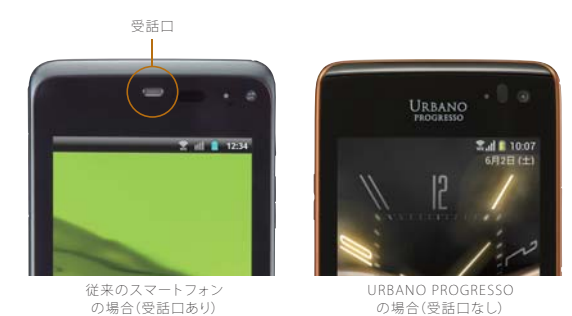 受話口
12:34
URBANO
PROGRESSO
10:07
6月2日 (土)
12
2
従来のスマートフォン
の場合(受話口あり)
URBANO PROGRESSO
の場合(受話口なし)